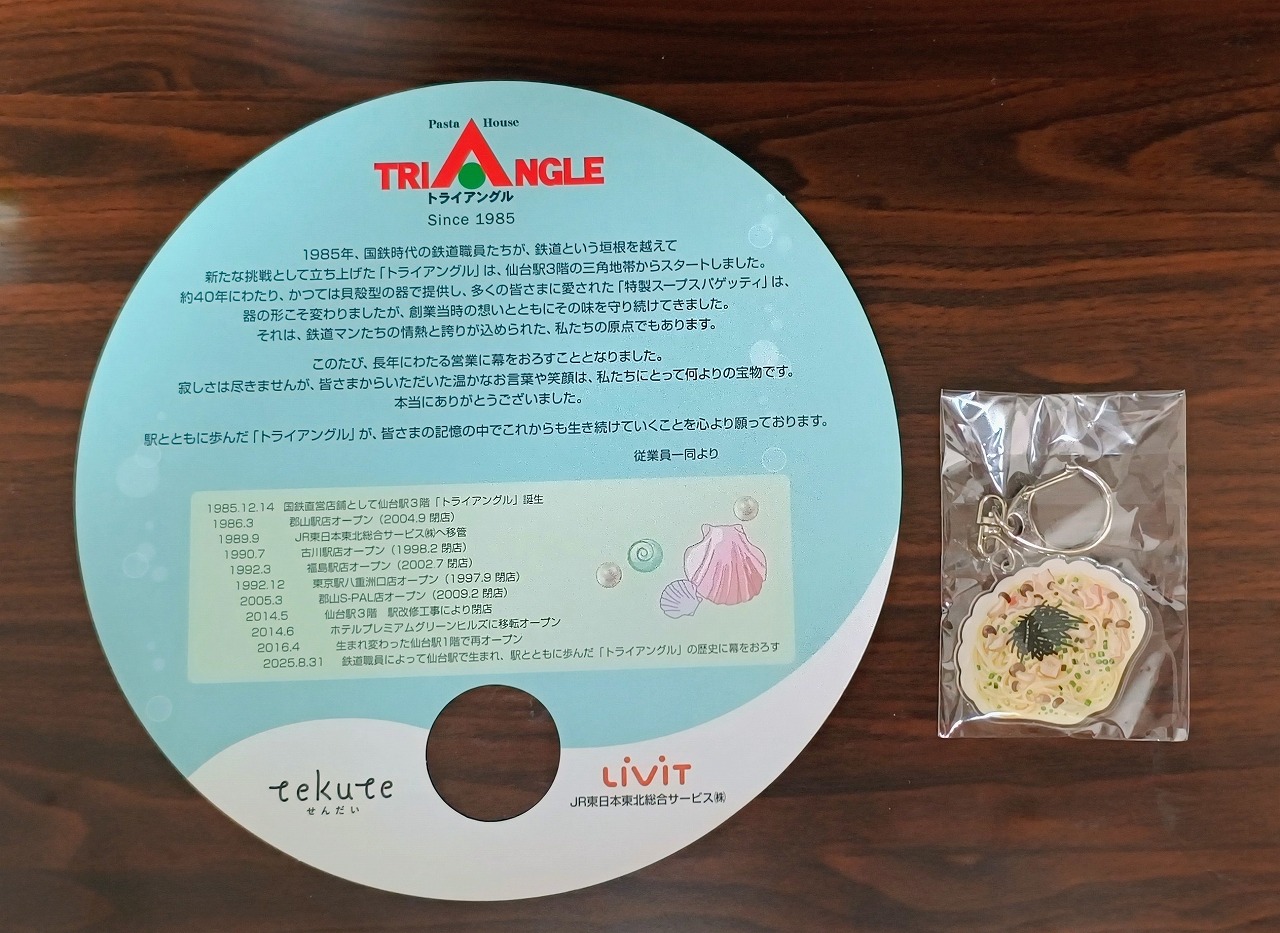 Pasta House
TRIANGLE
トライアングル
Since 1985
1985年、国鉄時代の鉄道職員たちが、鉄道という垣根を越えて
新たな挑戦として立ち上げた「トライアングル」は、仙台駅3階の三角地帯からスタートしました。
約40年にわたり、かつては貝殻型の器で提供し、多くの皆さまに愛された「特製スープスパゲッティ」は、
器の形こそ変わりましたが、創業当時の想いとともにその味を守り続けてきました。
それは、鉄道マンたちの情熱と誇りが込められた、私たちの原点でもあります。
このたび、長年にわたる営業に幕をおろすこととなりました。
寂しさは尽きませんが、皆さまからいただいた温かなお言葉や笑顔は、私たちにとって何よりの宝物です。
本当にありがとうございました。
駅とともに歩んだ「トライアングル」が、皆さまの記憶の中でこれからも生き続けていくことを心より願っております。
従業員一同より
1985.12.14 国鉄直営店舗として仙台駅3階「トライアングル」誕生
1986.3 郡山駅店オープン（2004.9 閉店）
1989.9 JR東日本東北総合サービス㈱へ移管
1990.7 古川駅店オープン（1998.2 閉店）
1992.3 福島駅店オープン（2002.7 閉店）
1992.12 東京駅八重洲口店オープン（1997.9 閉店）
2005.3 郡山S-PAL店オープン（2009.2 閉店）
2014.5 仙台駅3階 駅改修工事により閉店
2014.6 ホテルプレミアムグリーンヒルズに移転オープン
2016.4 生まれ変わった仙台駅1階で再オープン
2025.8.31 鉄道職員によって仙台駅で生まれ、駅とともに歩んだ「トライアングル」の歴史に幕をおろす
tekute
せんだい
LiViT
JR東日本東北総合サービス㈱